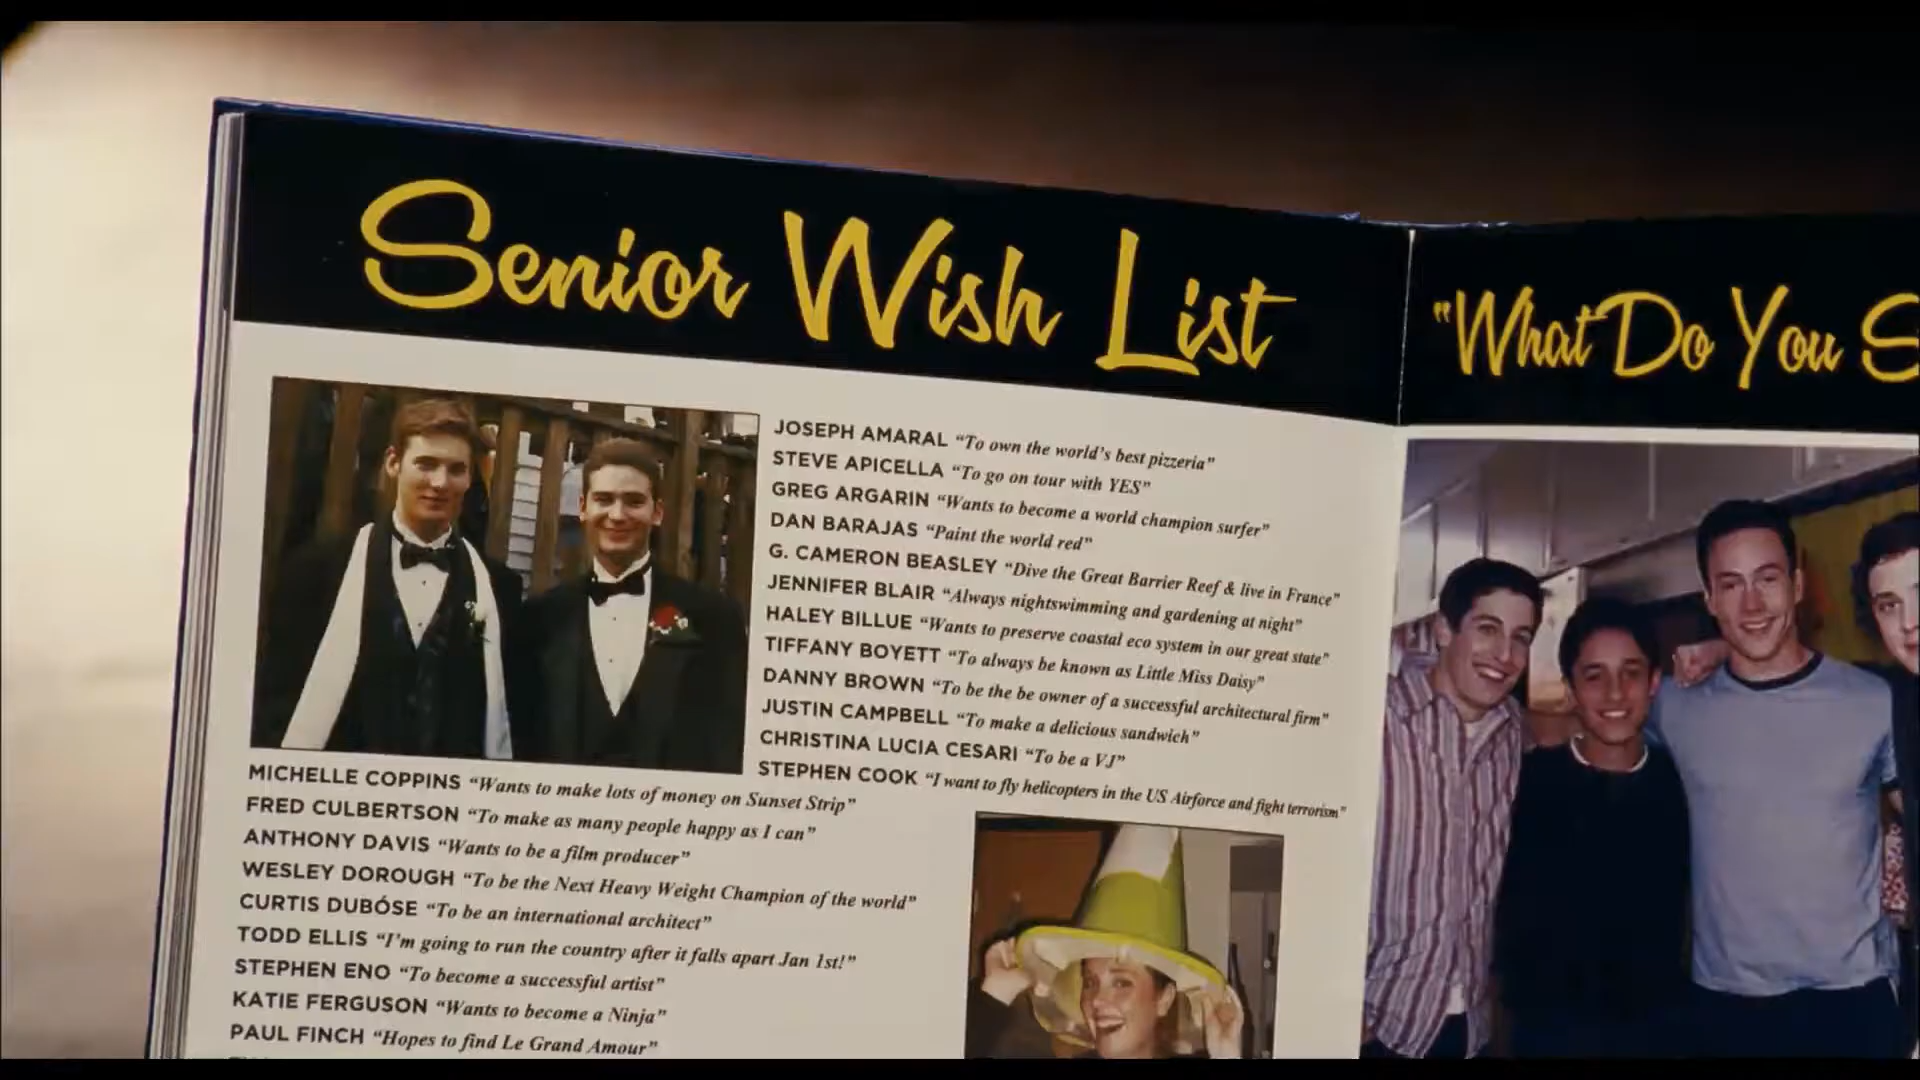 Senior Wish List
JOSEPH AMARAL “To own the world’s best pizzeria”
STEVE APICELLA “To go on tour with YES”
GREG ARGARIN “Wants to become a world champion surfer”
DAN BARAJAS “Paint the world red”
G. CAMERON BEASLEY “Dive the Great Barrier Reef & live in France”
JENNIFER BLAIR “Always nightswimming and gardening at night”
HALEY BILLUE “Wants to preserve coastal eco system in our great state”
TIFFANY BOYETT “To always be known as Little Miss Daisy”
DANNY BROWN “To be the be owner of a successful architectural firm”
JUSTIN CAMPBELL “To make a delicious sandwich”
CHRISTINA LUCIA CESARI “To be a VJ”
STEPHEN COOK “I want to fly helicopters in the US Airforce and fight terrorism”
MICHELLE COPPINS “Wants to make lots of money on Sunset Strip”
FRED CULBERTSON “To make as many people happy as I can”
ANTHONY DAVIS “Wants to be a film producer”
WESLEY DOROUGH “To be the Next Heavy Weight Champion of the world”
CURTIS DUBÓSE “To be an international architect”
TODD ELLIS “I’m going to run the country after it falls apart Jan 1st!”
STEPHEN ENO “To become a successful artist”
KATIE FERGUSON “Wants to become a Ninja”
PAUL FINCH “Hopes to find Le Grand Amour”
“What Do You S